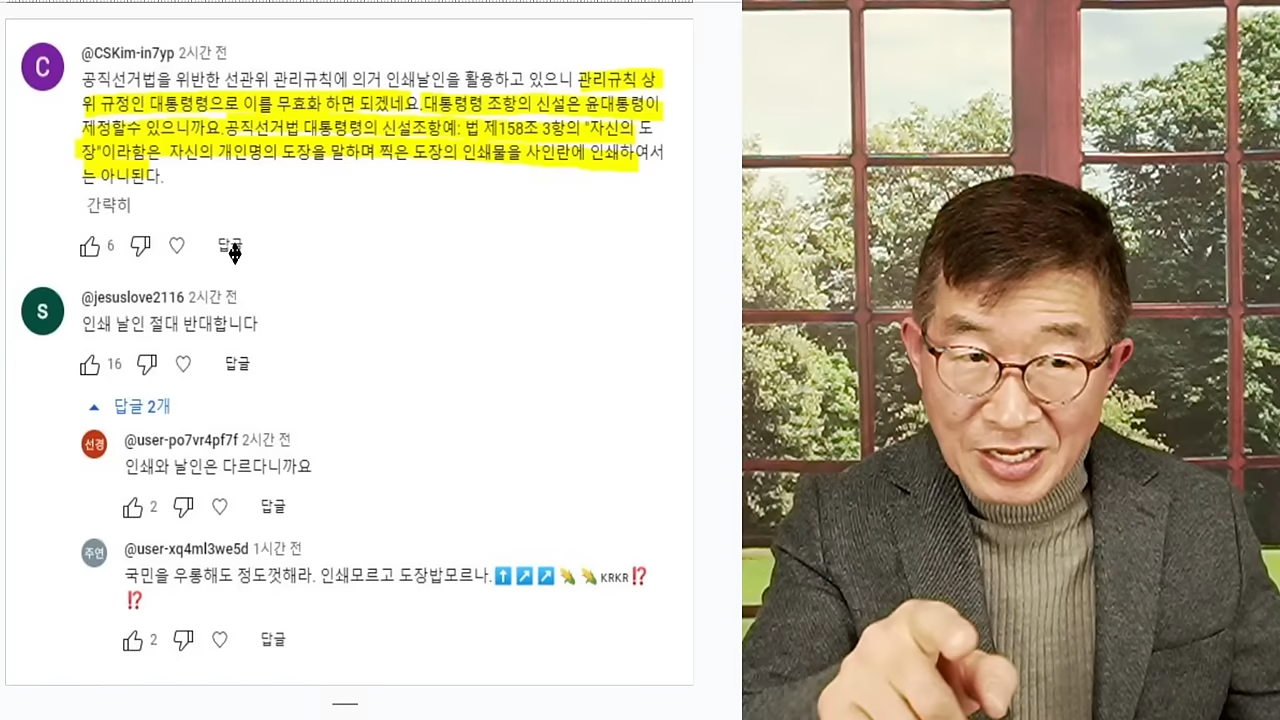 C
@CSKim-in7yp 2시간 전
공직선거법을 위반한 선관위 관리규칙에 의거 인쇄날인을 활용하고 있으니 관리규칙 상
위 규정인 대통령령으로 이를 무효화 하면 되겠네요.대통령령 조항의 신설은 윤대통령이
제정할수 있으니까요.공직선거법 대통령령의 신설조항예: 법 제158조 3항의 "자신의 도
장"이라함은 자신의 개인명의 도장을 말하며 찍은 도장의 인쇄물을 사인란에 인쇄하여서
는 아니된다.
간략히
6 답글
S
@jesuslove2116 2시간 전
인쇄 날인 절대 반대합니다
16 답글
답글 2개
선경
@user-po7vr4pf7f 2시간 전
인쇄와 날인은 다르다니까요
2 답글
주연
@user-xq4ml3we5d 1시간 전
국민을 우롱해도 정도껏해라. 인쇄모르고 도장밥모르나.⬆️↗️↗️🌽🌽KRKR⁉️
⁉️
2 답글